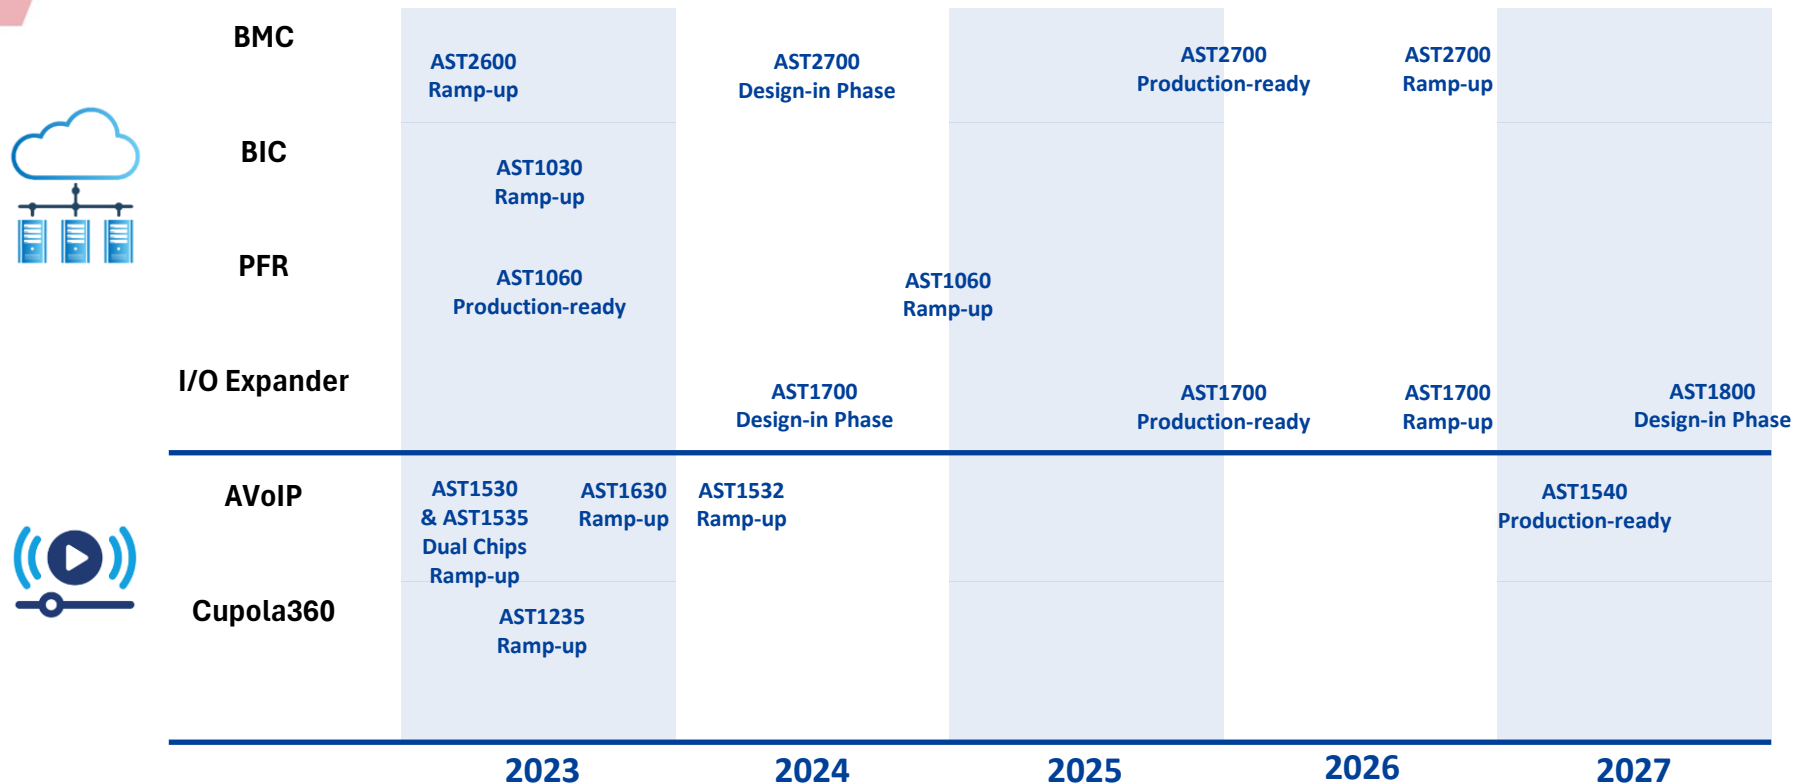 BMC
AST2600
Ramp-up
AST2700
Design-in Phase
AST2700
Production-ready
AST2700
Ramp-up
BIC
AST1030
Ramp-up
PFR
AST1060
Production-ready
AST1060
Ramp-up
I/O Expander
AST1700
Design-in Phase
AST1700
Production-ready
AST1700
Ramp-up
AST1800
Design-in Phase
AVoIP
AST1530
& AST1535
Dual Chips
Ramp-up
AST1630
Ramp-up
AST1532
Ramp-up
AST1540
Production-ready
Cupola360
AST1235
Ramp-up
2023
2024
2025
2026
2027